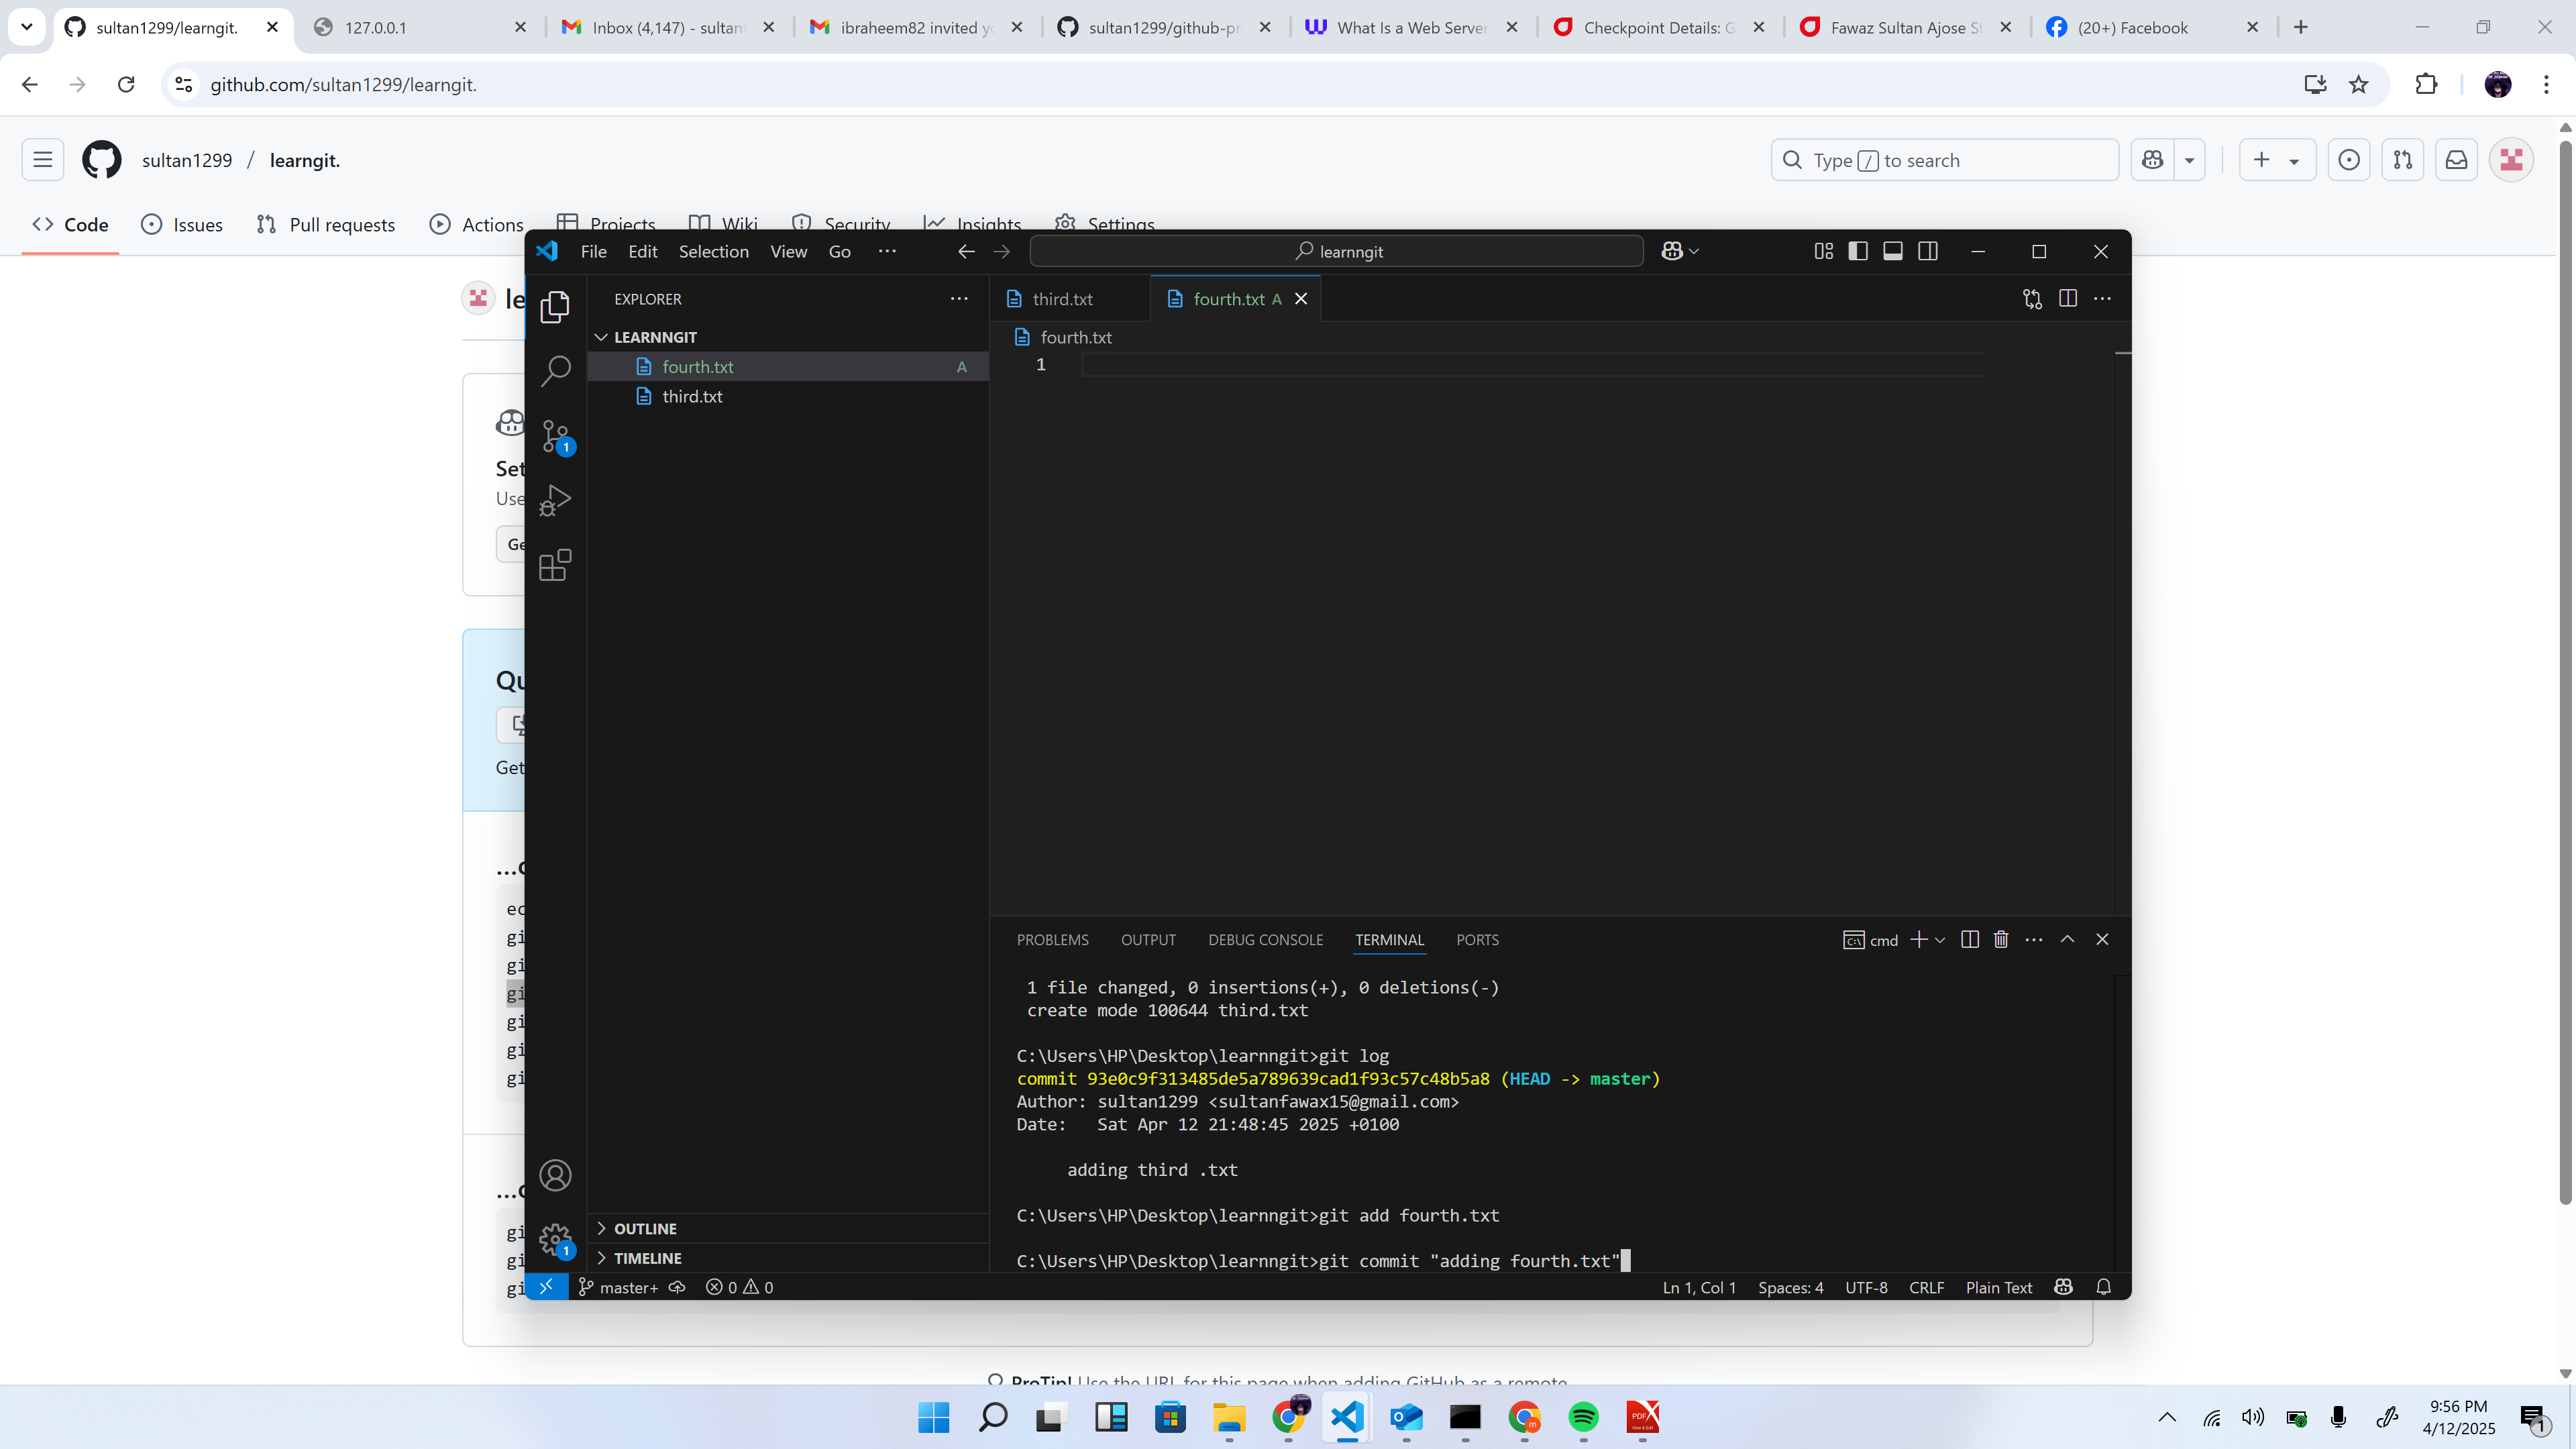 sultan1299/learngit.
127.0.0.1
Inbox (4,147) - sultanf
ibraheem82 invited yo
sultan1299/github-pr
What Is a Web Server
Checkpoint Details: G
Fawaz Sultan Ajose St
(20+) Facebook
github.com/sultan1299/learngit.
sultan1299 / learngit.
Type / to search
Code
Issues
Pull requests
Actions
Projects
Wiki
Security
Insights
Settings
File Edit Selection View Go ...
learnngit
le
EXPLORER
third.txt
fourth.txt A
LEARNNGIT
fourth.txt
1
fourth.txt A
third.txt
1
Set
Use
Ge
Qu
Get
...c
ec
gi
gi
gi
gi
gi
gi
...c
gi
gi
gi
1
OUTLINE
TIMELINE
PROBLEMS OUTPUT DEBUG CONSOLE TERMINAL PORTS
cmd
1 file changed, 0 insertions(+), 0 deletions(-)
create mode 100644 third.txt
C:\Users\HP\Desktop\learnngit>git log
commit 93e0c9f313485de5a789639cad1f93c57c48b5a8 (HEAD -> master)
Author: sultan1299 <sultanfawax15@gmail.com>
Date:   Sat Apr 12 21:48:45 2025 +0100
adding third .txt
C:\Users\HP\Desktop\learnngit>git add fourth.txt
C:\Users\HP\Desktop\learnngit>git commit "adding fourth.txt"
master+
0
0
Ln 1, Col 1
Spaces: 4
UTF-8
CRLF
Plain Text
ProTip! Use the URL for this page when adding GitHub as a remote.
9:56 PM
4/12/2025
1